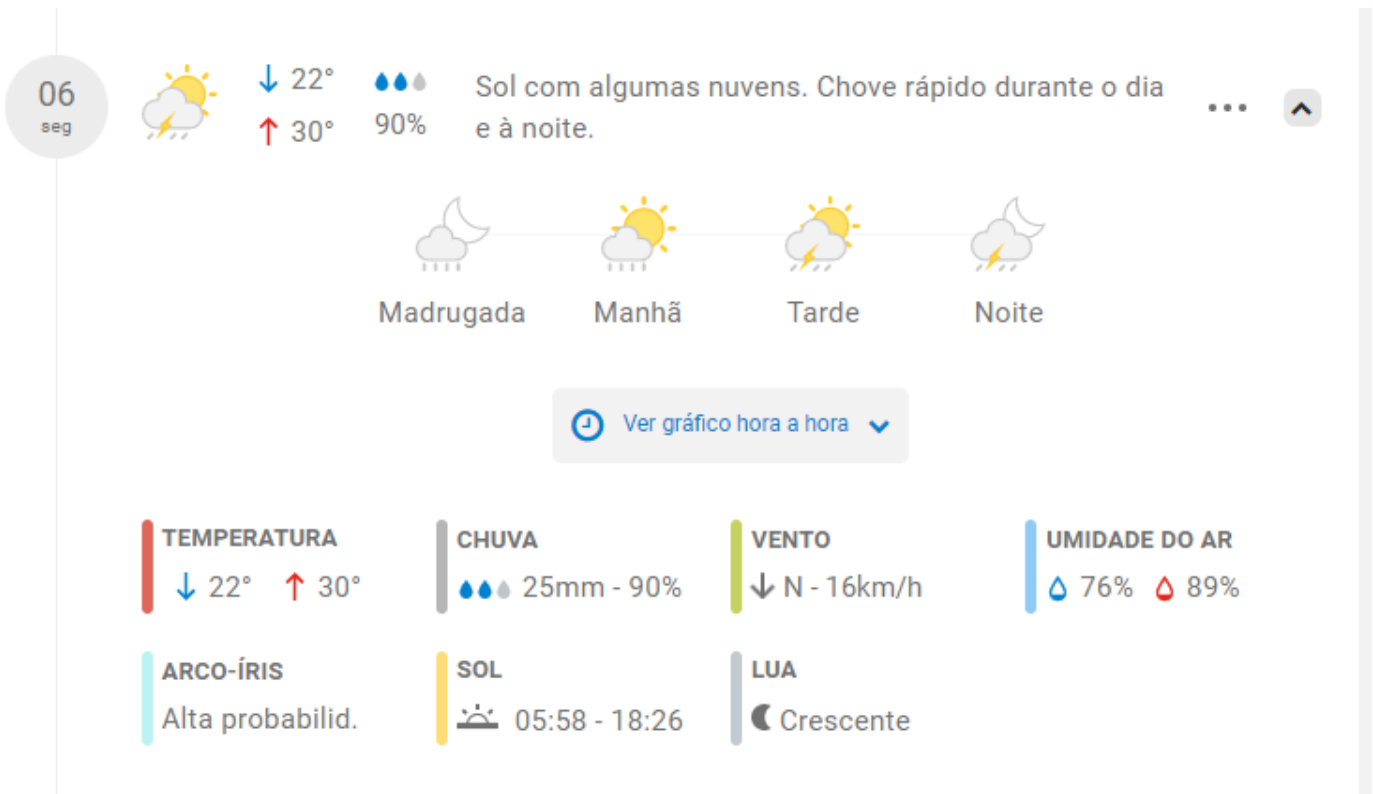 06
seg
22°
30°
90%
Sol com algumas nuvens. Chove rápido durante o dia
e à noite.
Madrugada Manhã Tarde Noite
Ver gráfico hora a hora
TEMPERATURA CHUVA VENTO UMIDADE DO AR
22° 30° 25mm - 90% N - 16km/h 76% 89%
ARCO-ÍRIS SOL LUA
Alta probabilid. 05:58 - 18:26 Crescente